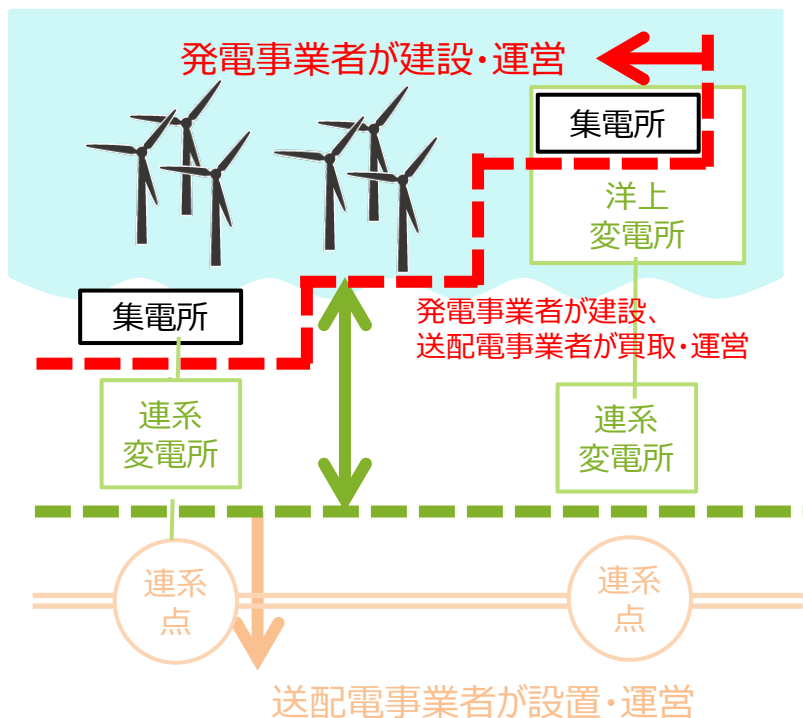 発電事業者が建設・運営
集電所
洋上
変電所
集電所
発電事業者が建設、
送配電事業者が買取・運営
連系
変電所
連系
変電所
連系
点
連系
点
送配電事業者が設置・運営